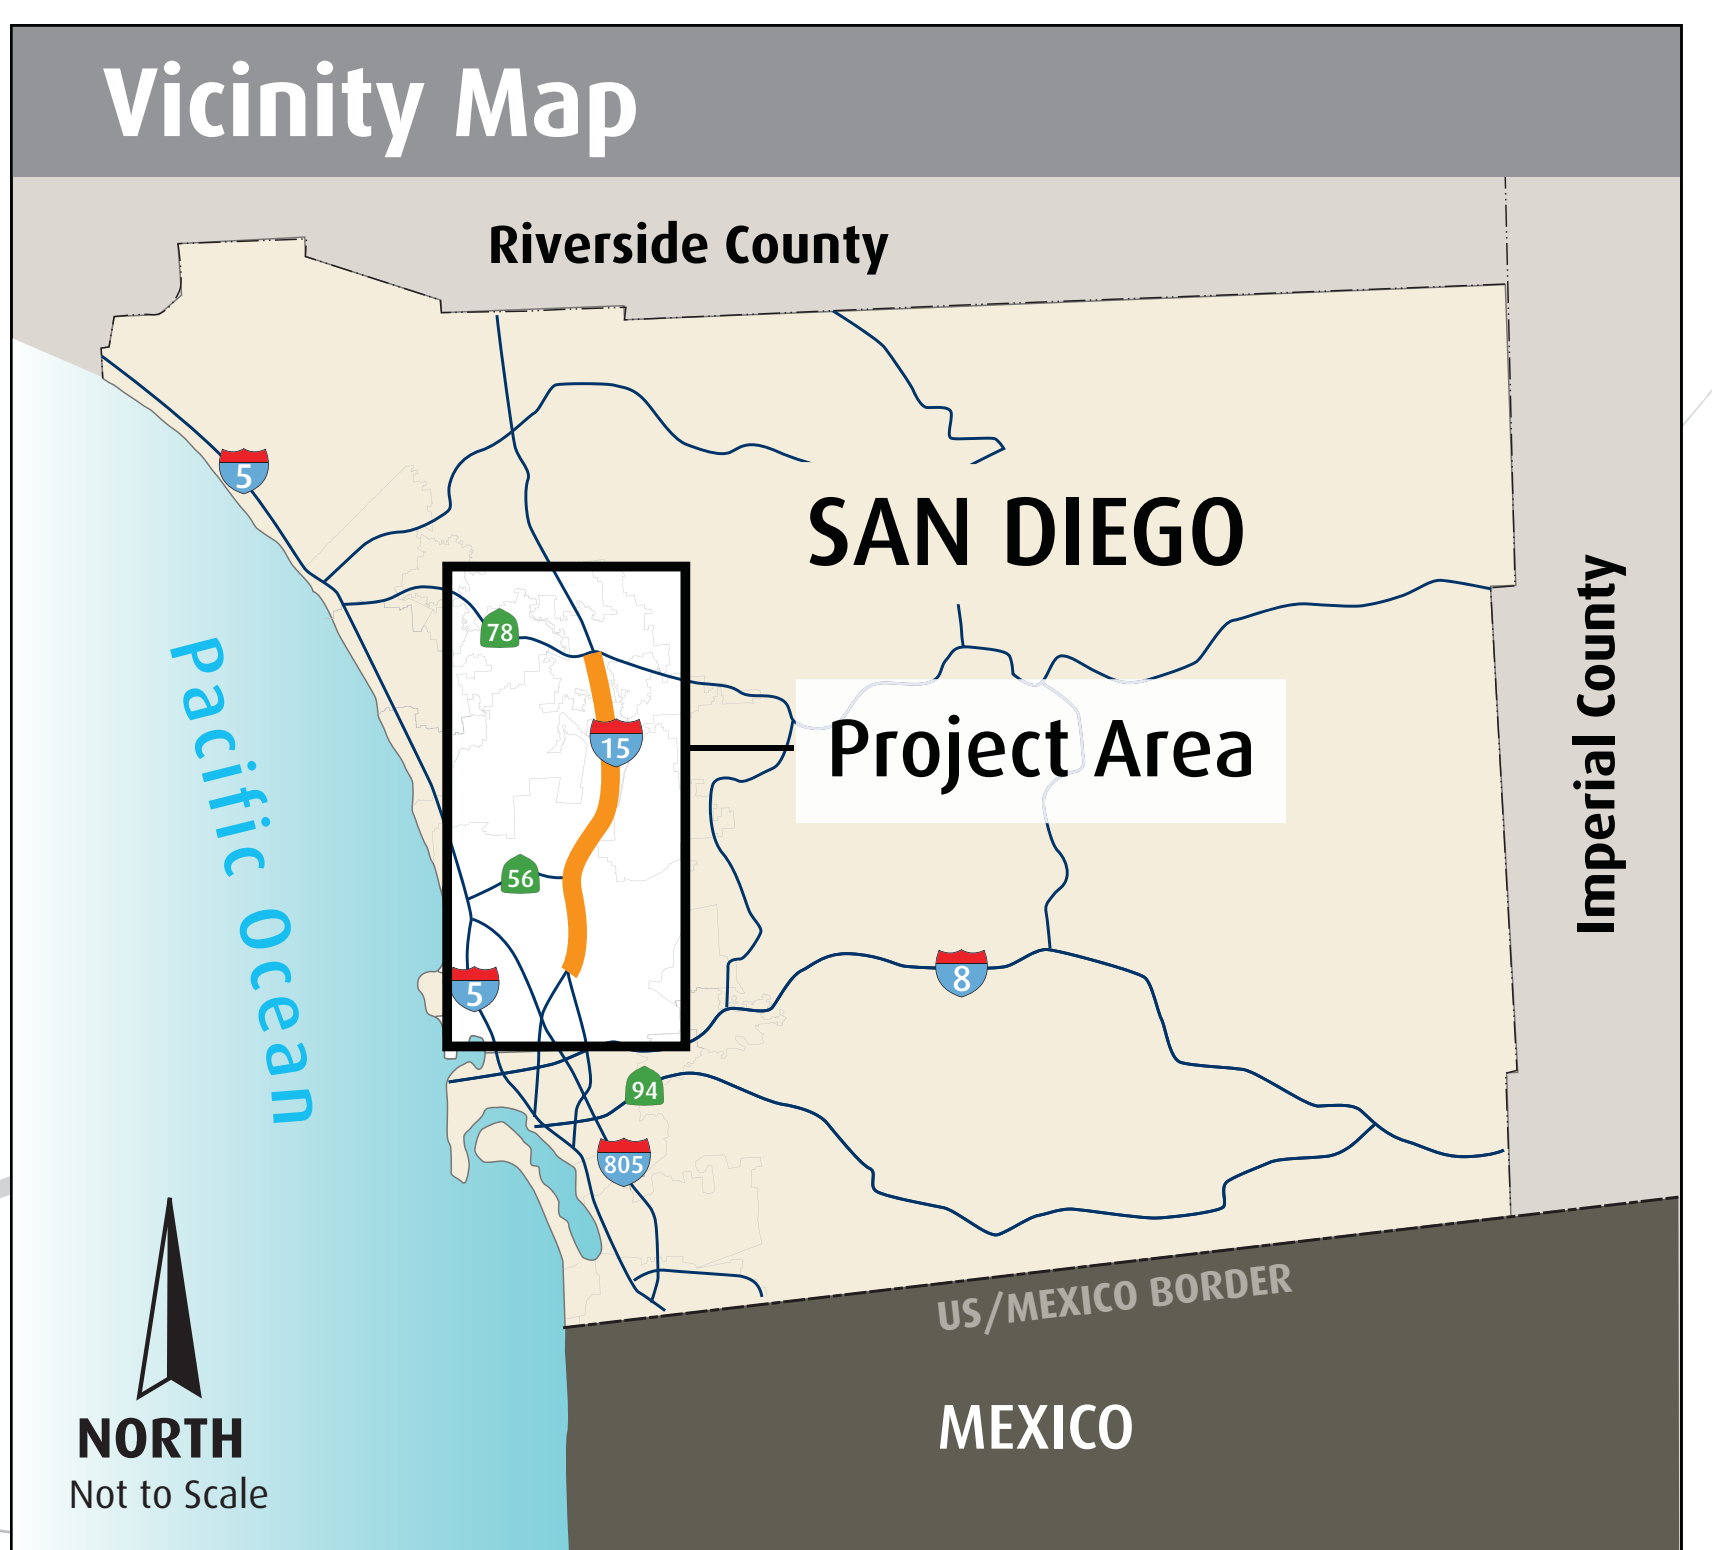 Vicinity Map
Riverside County
5
SAN DIEGO
Imperial County
78
Pacific Ocean
15
Project Area
56
5
8
94
805
US/MEXICO BORDER
MEXICO
NORTH
Not to Scale